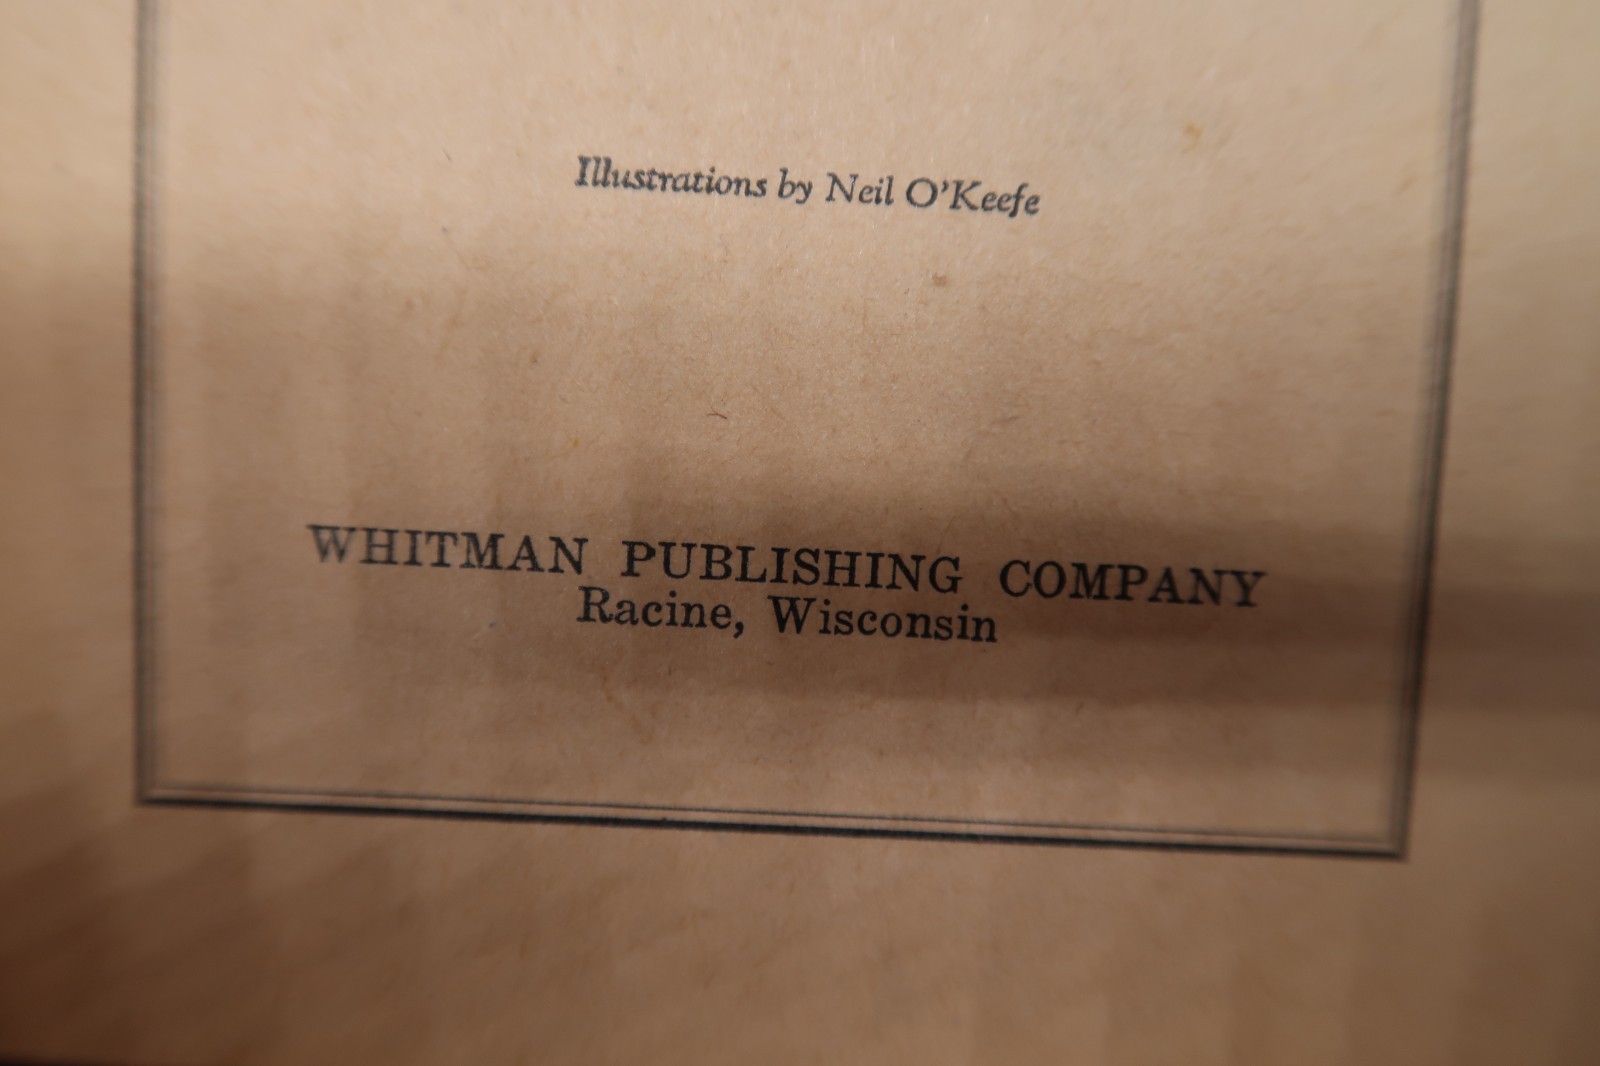 Illustrations by Neil O'Keefe
WHITMAN PUBLISHING COMPANY
Racine, Wisconsin